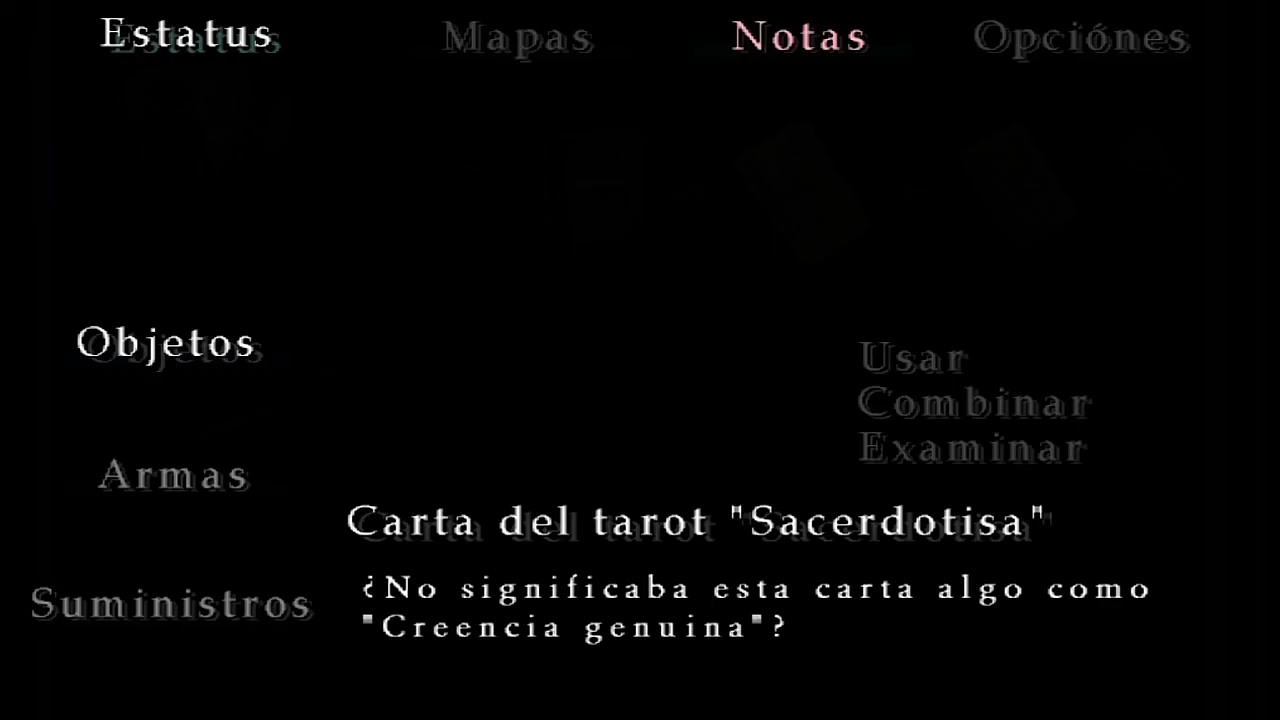 Estatus Mapas Notas Opciónes
Objetos
Usar
Combinar
Examinar
Armas
Carta del tarot "Sacerdotisa"
¿No significaba esta carta algo como
"Creencia genuina"?
Suministros